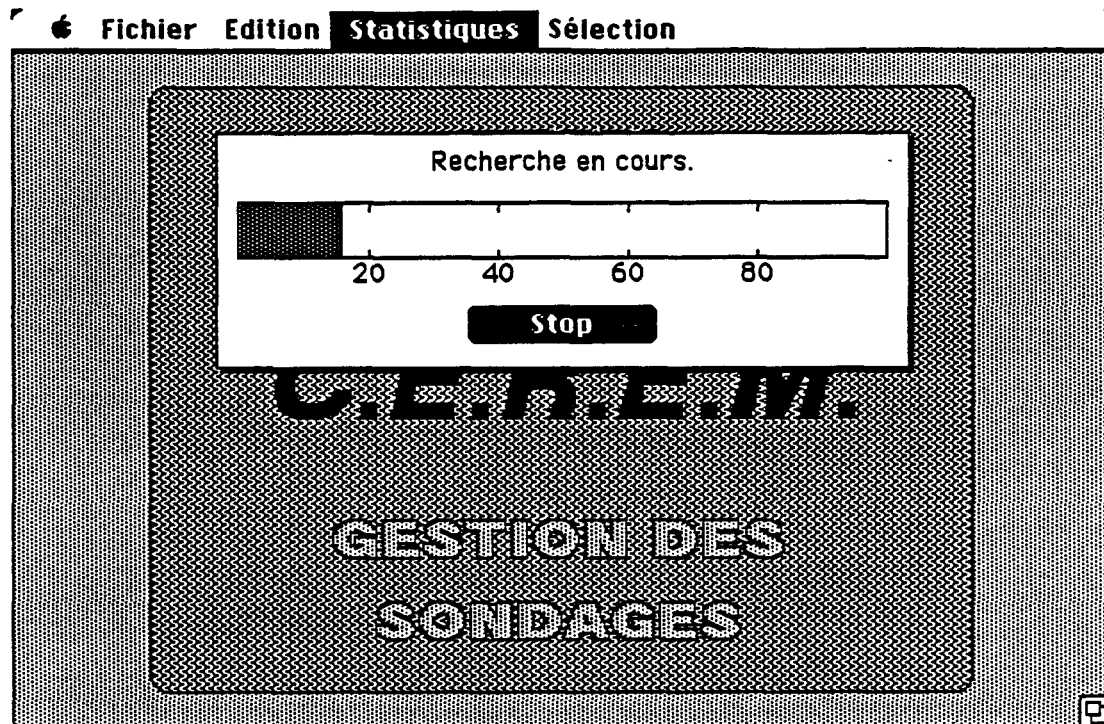 Fichier Edition Statistiques Sélection
Recherche en cours.
20 40 60 80
Stop
C.E.R.E.M.
GESTION DES
SONDAGES